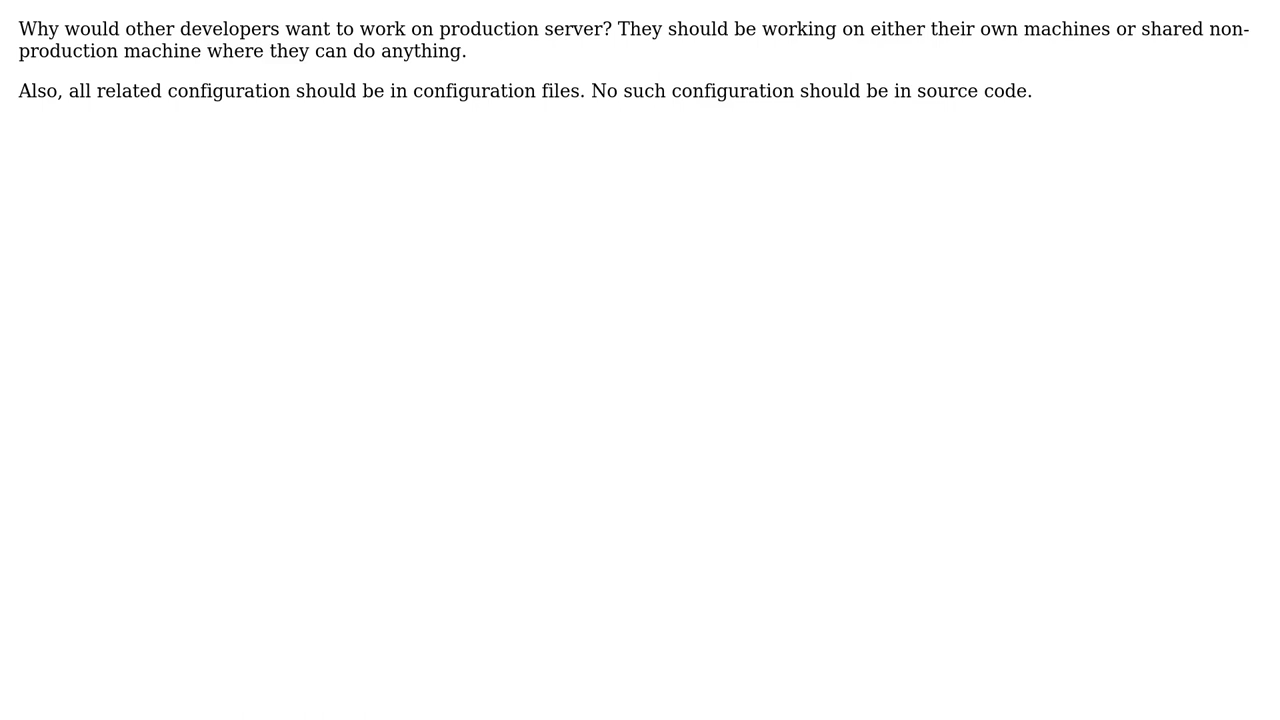 Why would other developers want to work on production server? They should be working on either their own machines or shared non-
production machine where they can do anything.
Also, all related configuration should be in configuration files. No such configuration should be in source code.